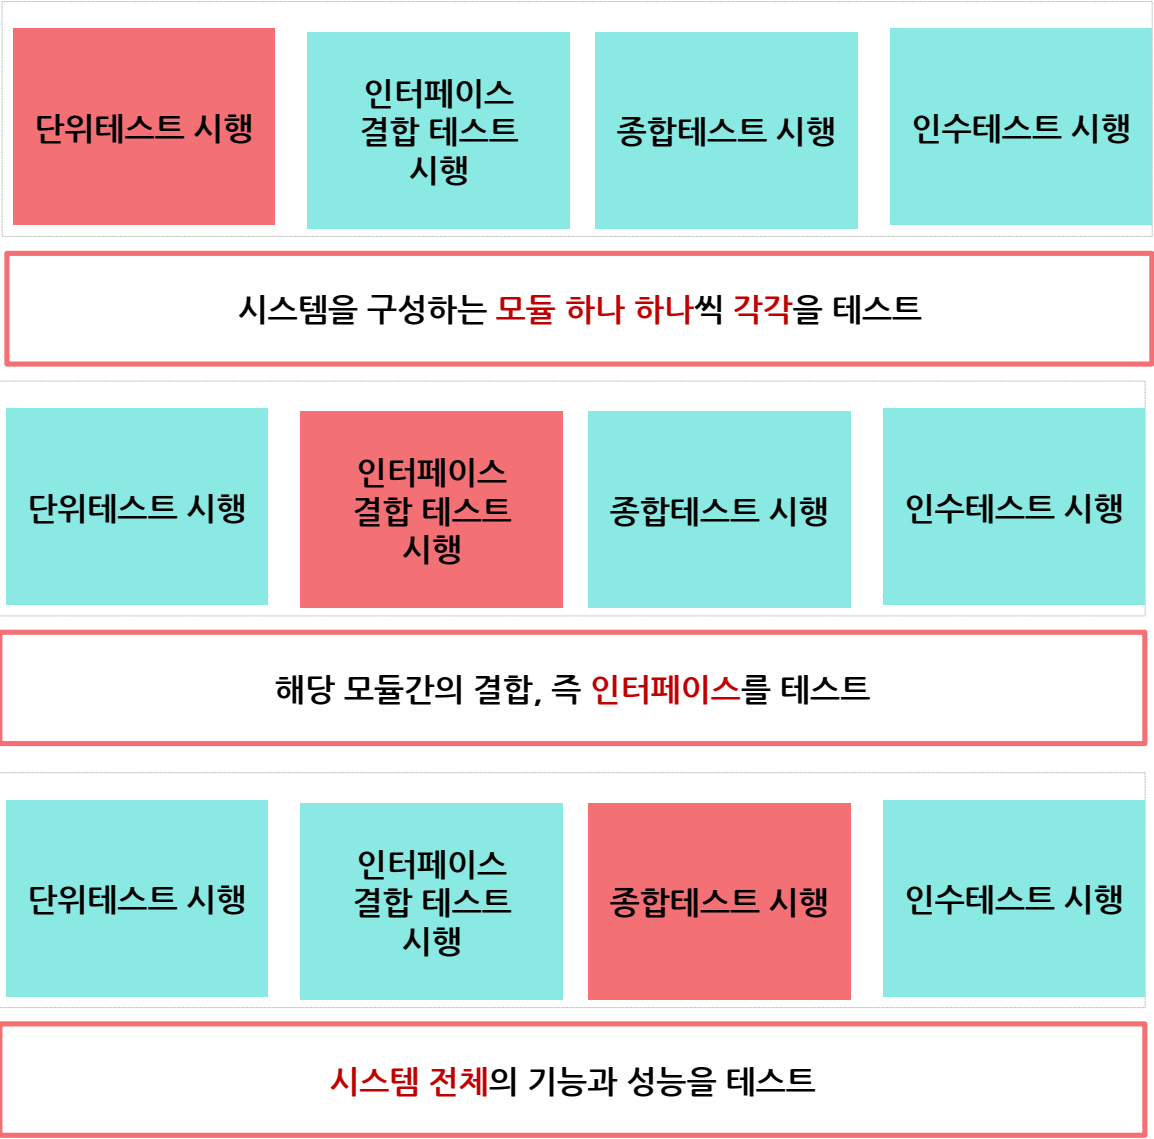 단위테스트 시행
인터페이스
결합 테스트
시행
종합테스트 시행
인수테스트 시행
시스템을 구성하는 모듈 하나 하나씩 각각을 테스트
단위테스트 시행
인터페이스
결합 테스트
시행
종합테스트 시행
인수테스트 시행
해당 모듈간의 결합, 즉 인터페이스를 테스트
단위테스트 시행
인터페이스
결합 테스트
시행
종합테스트 시행
인수테스트 시행
시스템 전체의 기능과 성능을 테스트